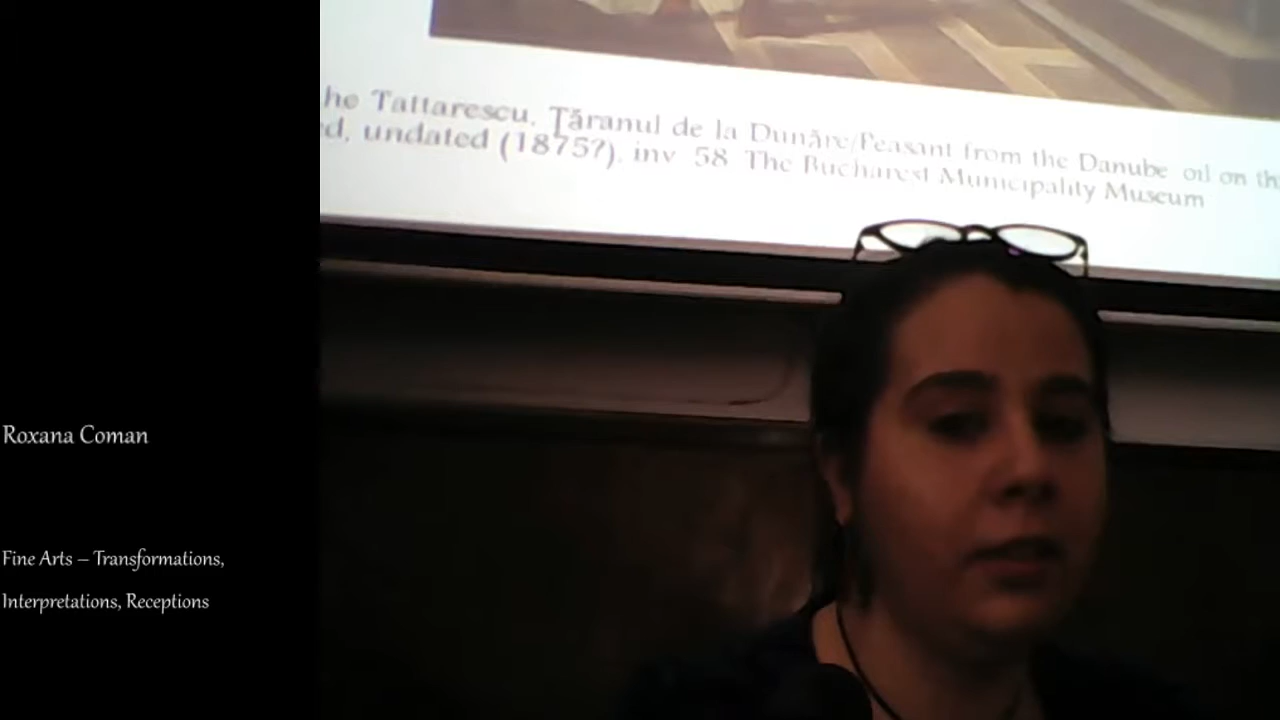 he Tattarescu, Țăranul de la Dunăre/Peasant from the Danube oil on th
d, undated (1875?), inv 58 The Bucharest Municipality Museum
Roxana Coman
Fine Arts – Transformations,
Interpretations, Receptions